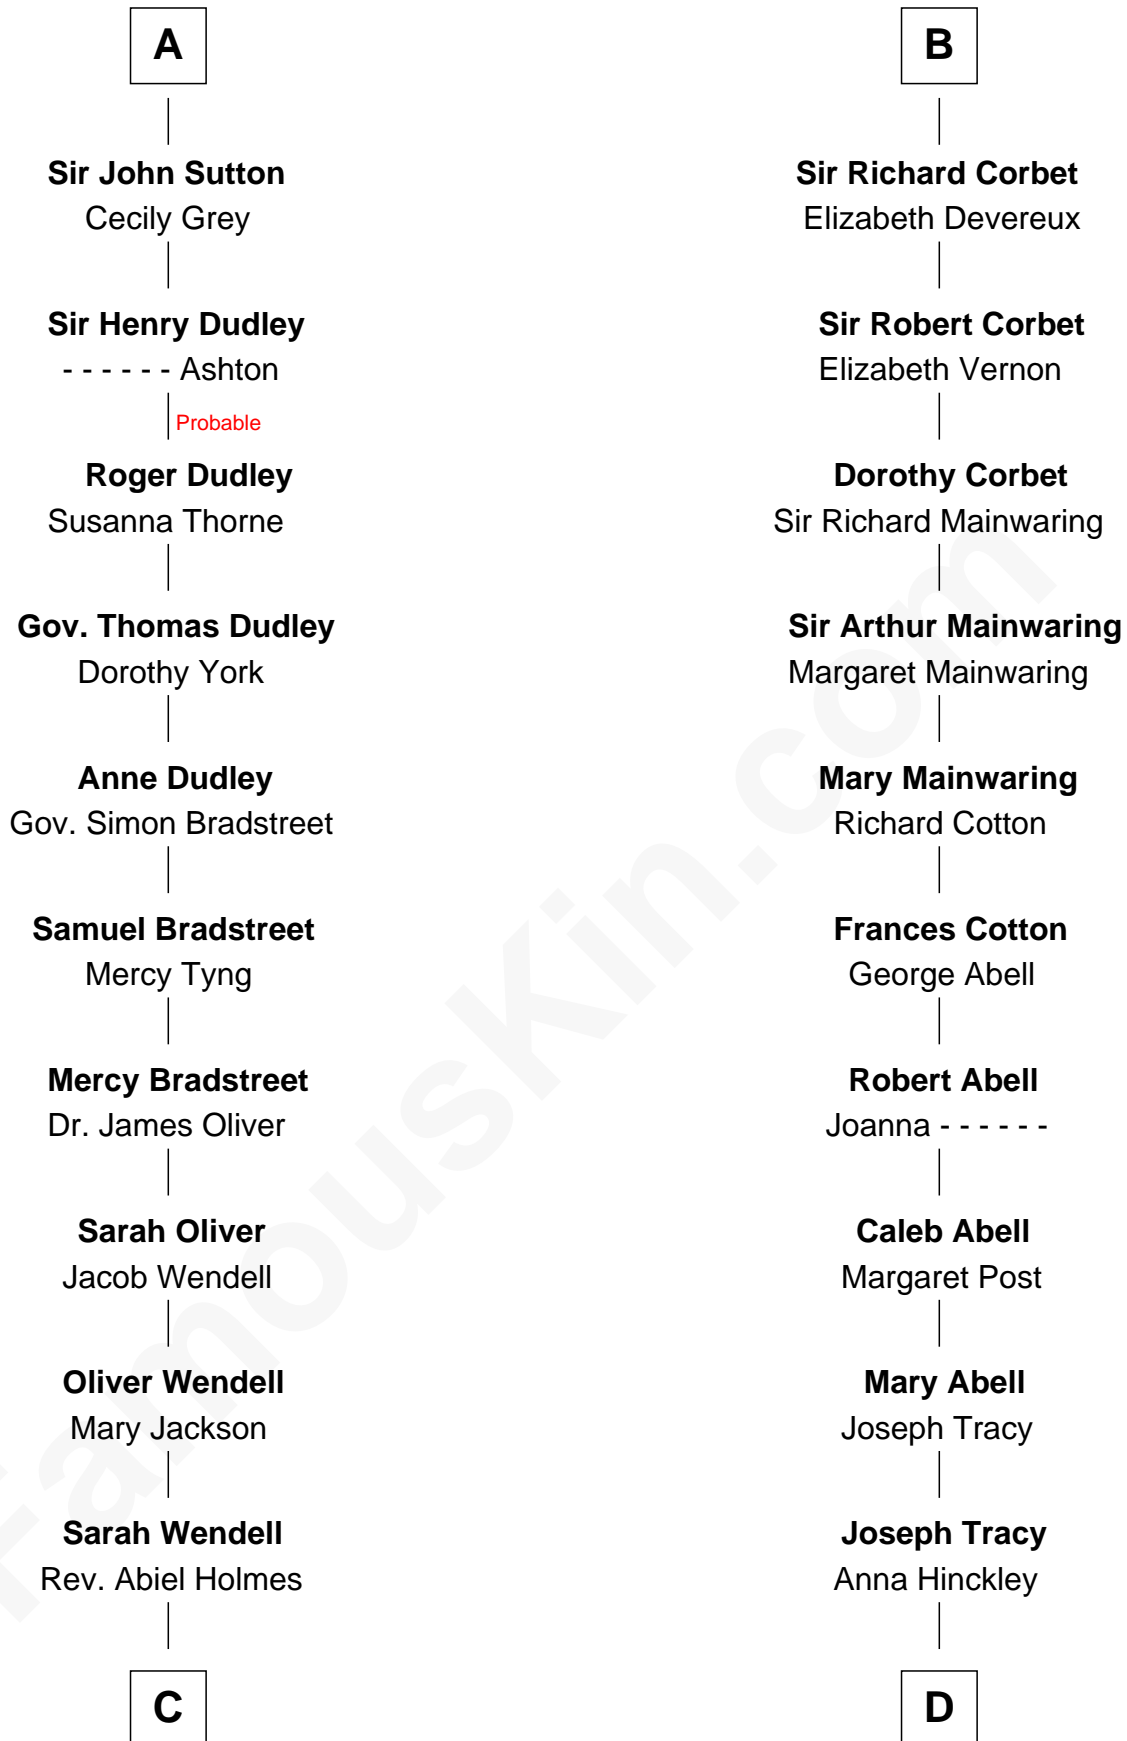 A
Sir John Sutton
Cecily Grey
Sir Henry Dudley
- - - - - - Ashton
Probable
Roger Dudley
Susanna Thorne
Gov. Thomas Dudley
Dorothy York
Anne Dudley
Gov. Simon Bradstreet
Samuel Bradstreet
Mercy Tyng
Mercy Bradstreet
Dr. James Oliver
Sarah Oliver
Jacob Wendell
Oliver Wendell
Mary Jackson
Sarah Wendell
Rev. Abiel Holmes
C
B
Sir Richard Corbet
Elizabeth Devereux
Sir Robert Corbet
Elizabeth Vernon
Dorothy Corbet
Sir Richard Mainwaring
Sir Arthur Mainwaring
Margaret Mainwaring
Mary Mainwaring
Richard Cotton
Frances Cotton
George Abell
Robert Abell
Joanna - - - - - -
Caleb Abell
Margaret Post
Mary Abell
Joseph Tracy
Joseph Tracy
Anna Hinckley
D
FamousKin.com